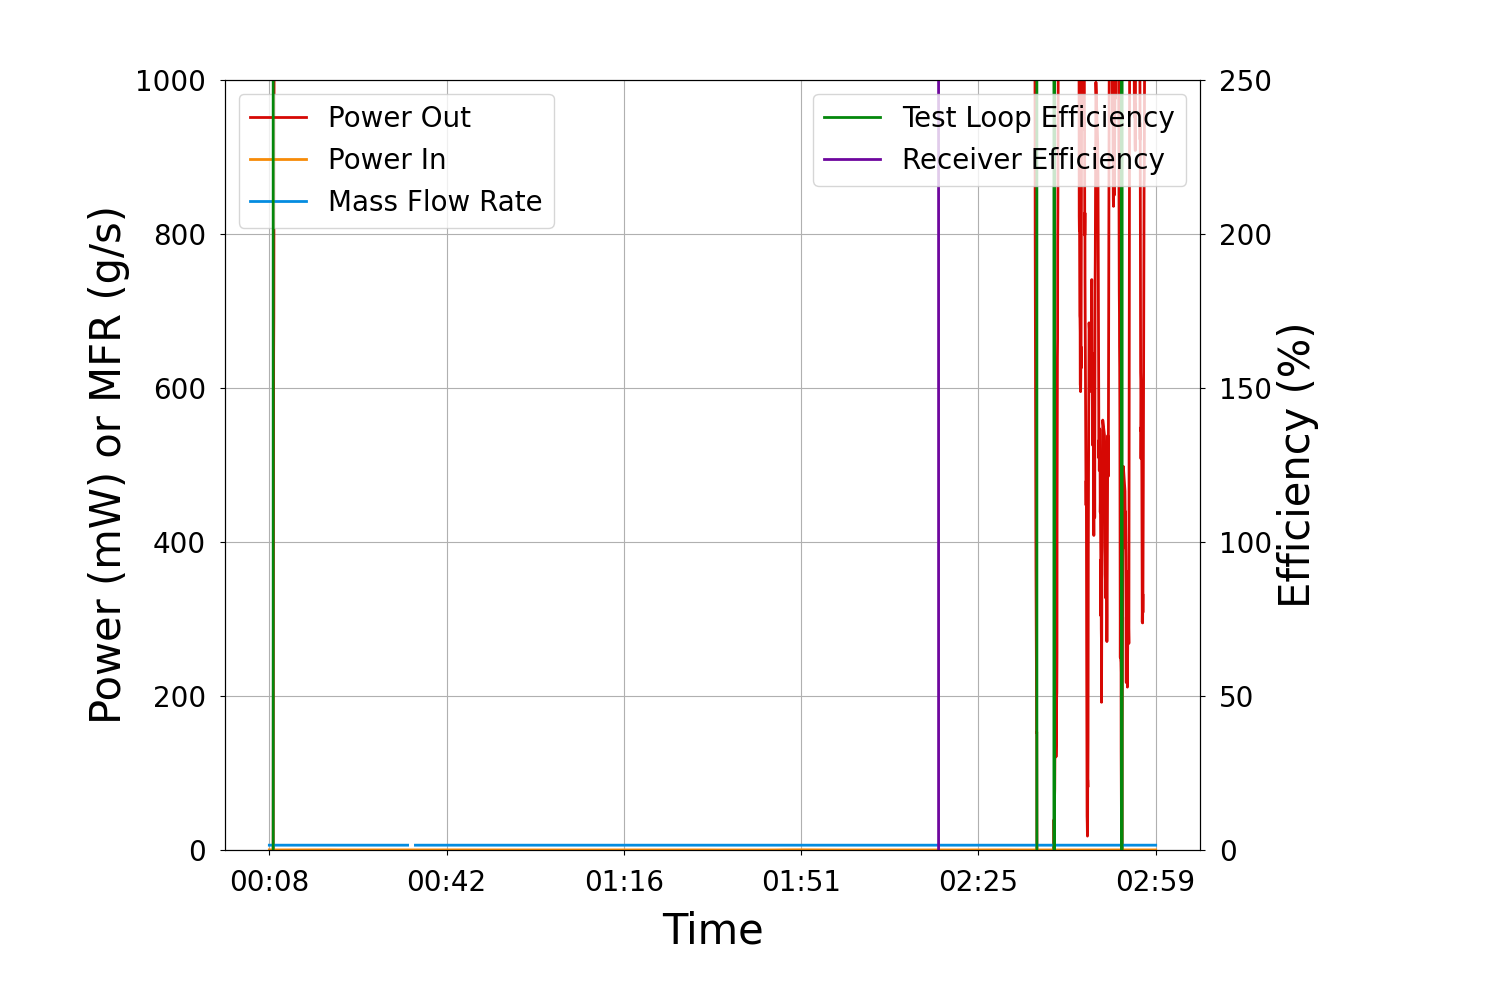 Power Out
Power In
Mass Flow Rate
Test Loop Efficiency
Receiver Efficiency
1000
800
600
400
200
0
Power (mW) or MFR (g/s)
250
200
150
100
50
0
Efficiency (%)
00:08 00:42 01:16 01:51 02:25 02:59
Time